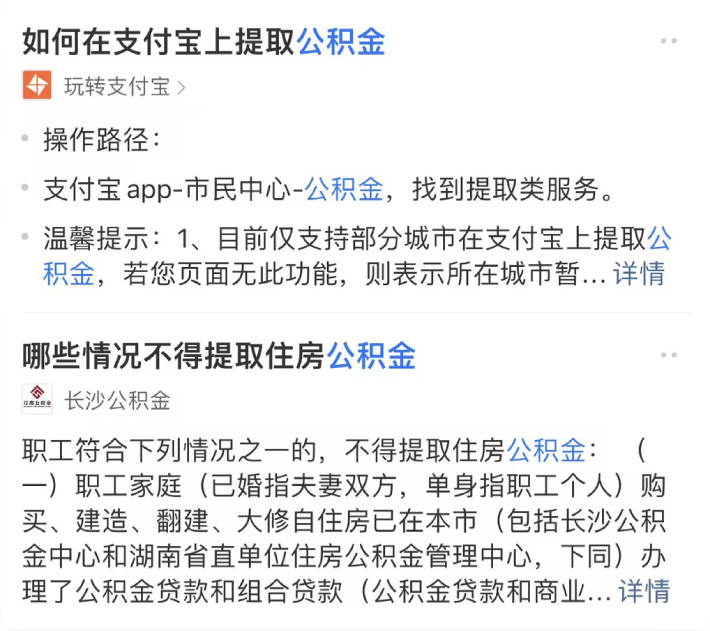 如何在支付宝上提取公积金
玩转支付宝
操作路径：
支付宝app-市民中心-公积金，找到提取类服务。
温馨提示：1、目前仅支持部分城市在支付宝上提取公
积金，若您页面无此功能，则表示所在城市暂...详情
哪些情况不得提取住房公积金
长沙公积金
职工符合下列情况之一的，不得提取住房公积金： （
一）职工家庭（已婚指夫妻双方，单身指职工个人）购
买、建造、翻建、大修自住房已在本市（包括长沙公积
金中心和湖南省直单位住房公积金管理中心，下同）办
理了公积金贷款和组合贷款（公积金贷款和商业...详情